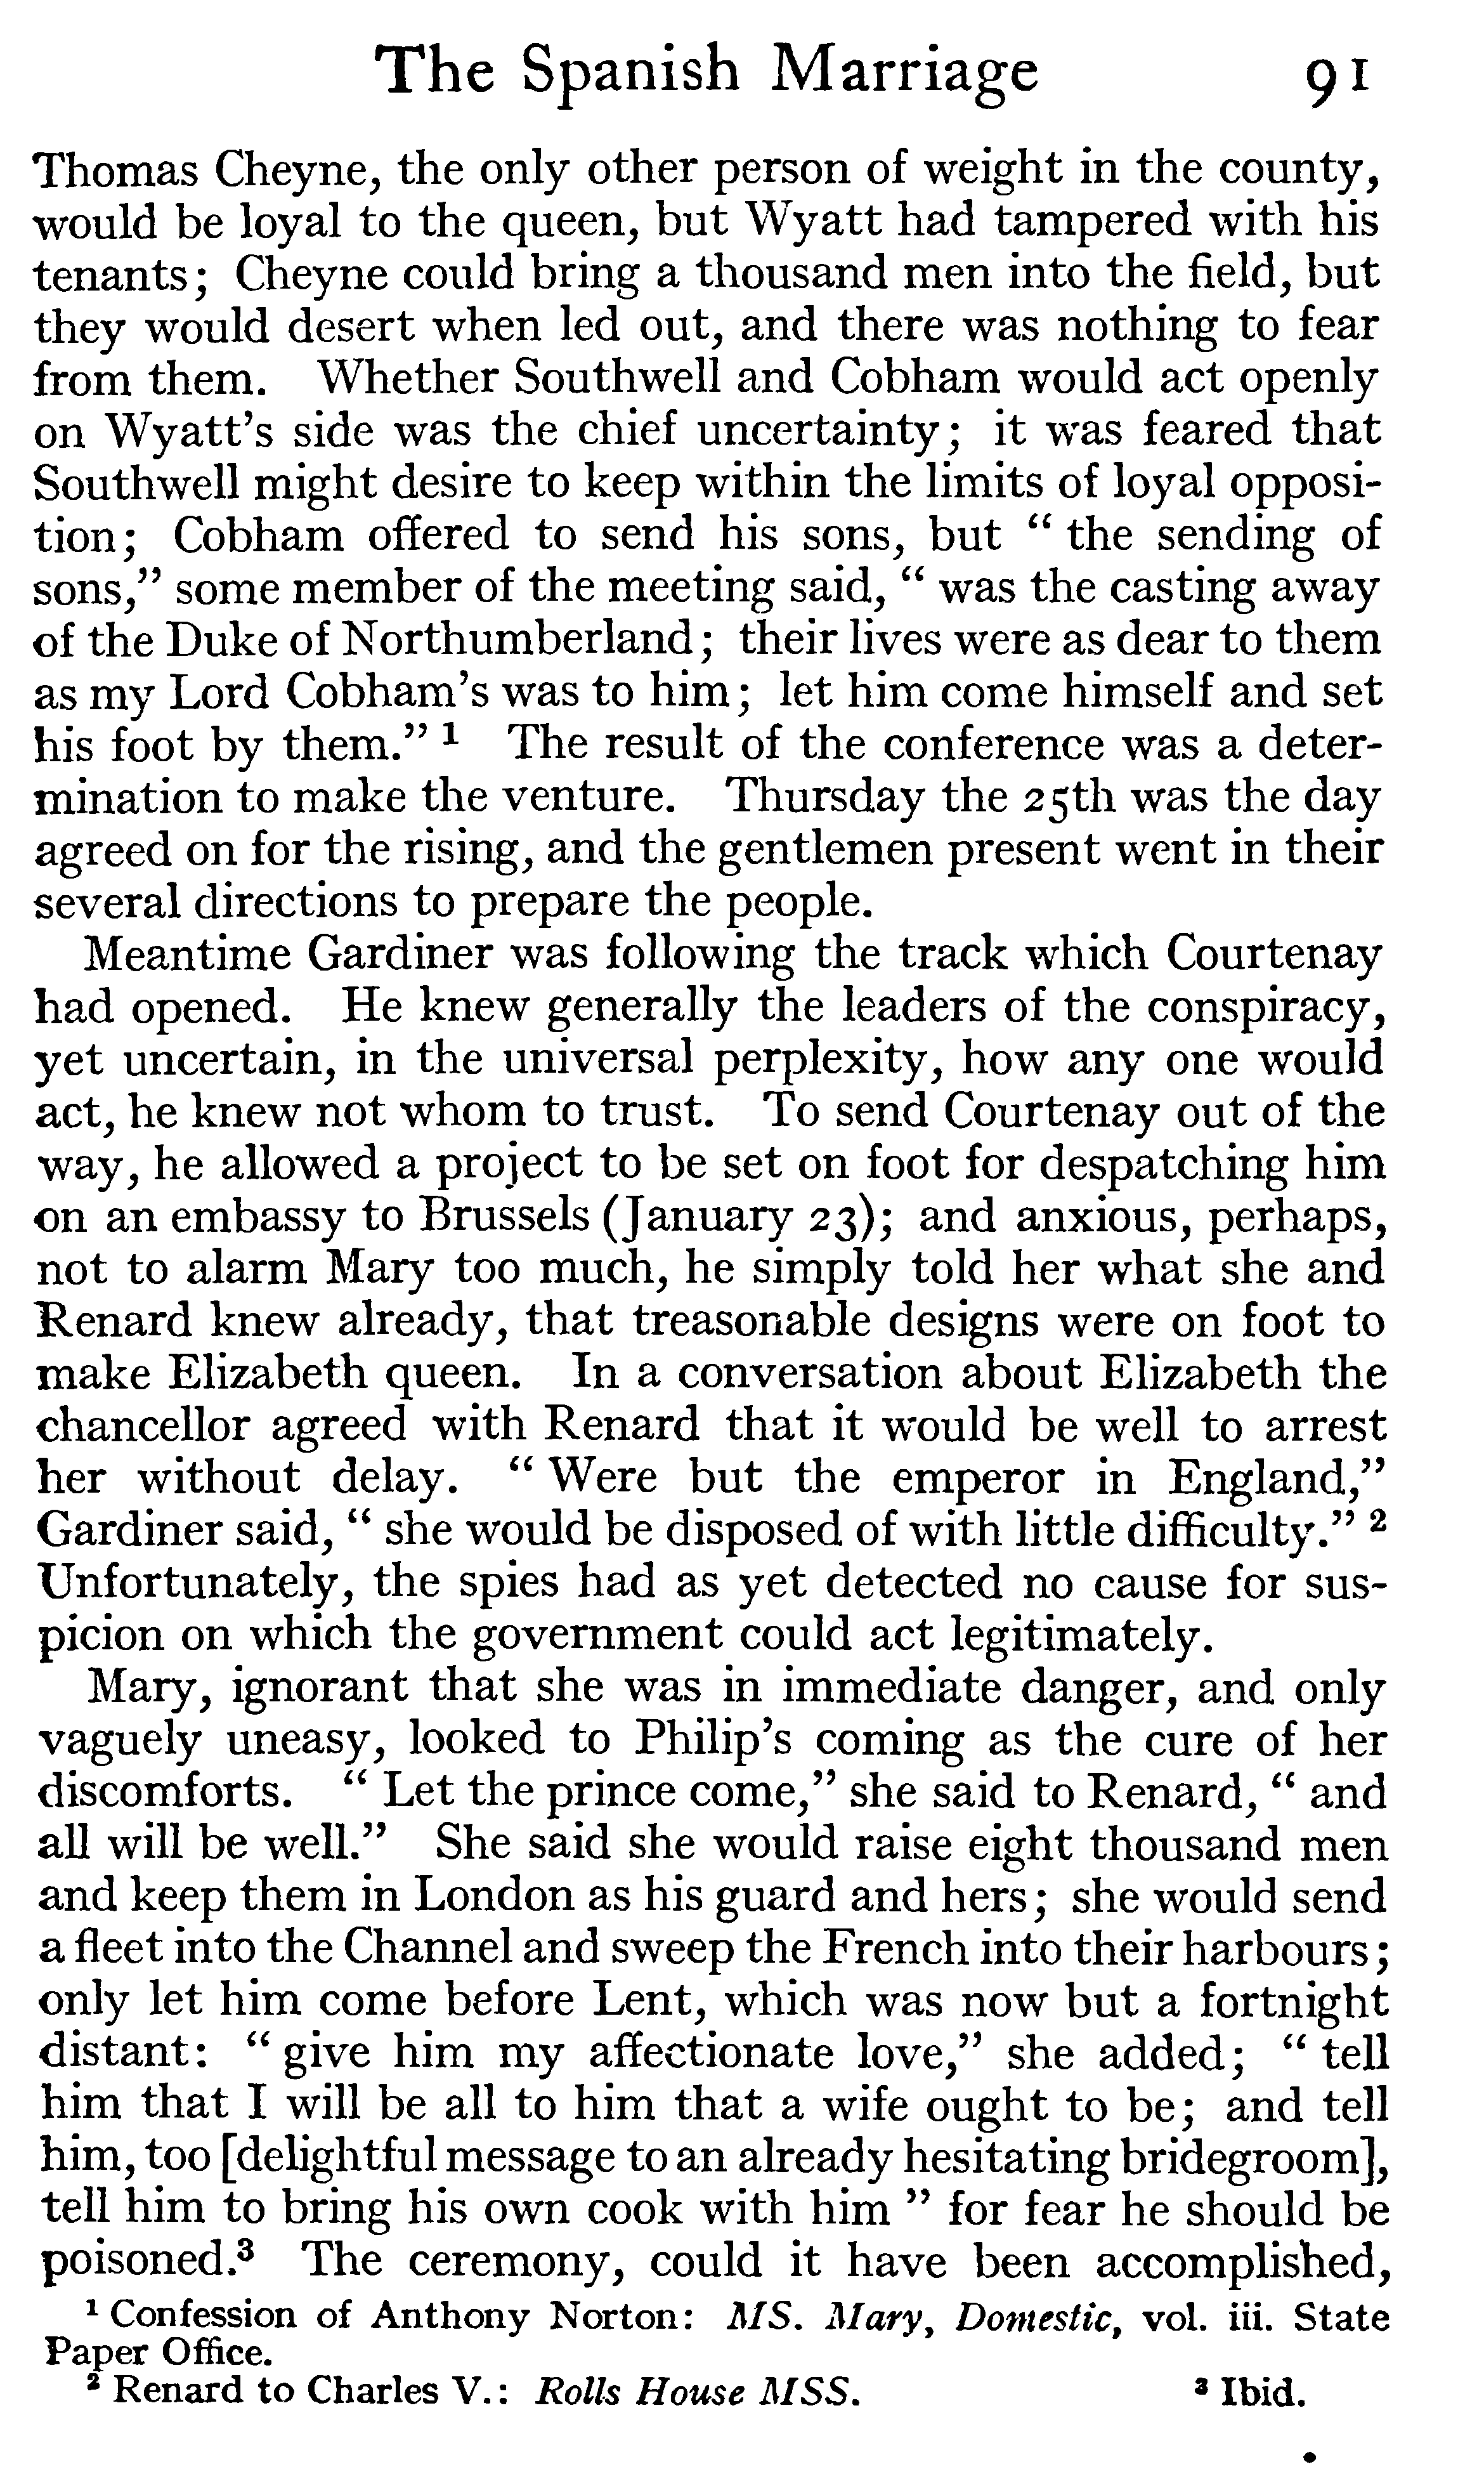 The Spanish Marriage 91
Thomas Cheyne, the only other person of weight in the county,
would be loyal to the queen, but Wyatt had tampered with his
tenants; Cheyne could bring a thousand men into the field, but
they would desert when led out, and there was nothing to fear
from them. Whether Southwell and Cobham would act openly
on Wyatt's side was the chief uncertainty; it was feared that
Southwell might desire to keep within the limits of loyal opposi-
tion; Cobham offered to send his sons, but " the sending of
sons," some member of the meeting said, " was the casting away
of the Duke of Northumberland; their lives were as dear to them
as my Lord Cobham's was to him; let him come himself and set
his foot by them." ¹ The result of the conference was a deter-
mination to make the venture. Thursday the 25th was the day
agreed on for the rising, and the gentlemen present went in their
several directions to prepare the people.
Meantime Gardiner was following the track which Courtenay
had opened. He knew generally the leaders of the conspiracy,
yet uncertain, in the universal perplexity, how any one would
act, he knew not whom to trust. To send Courtenay out of the
way, he allowed a project to be set on foot for despatching him
on an embassy to Brussels (January 23); and anxious, perhaps,
not to alarm Mary too much, he simply told her what she and
Renard knew already, that treasonable designs were on foot to
make Elizabeth queen. In a conversation about Elizabeth the
chancellor agreed with Renard that it would be well to arrest
her without delay. " Were but the emperor in England,"
Gardiner said, " she would be disposed of with little difficulty." ²
Unfortunately, the spies had as yet detected no cause for sus-
picion on which the government could act legitimately.
Mary, ignorant that she was in immediate danger, and only
vaguely uneasy, looked to Philip's coming as the cure of her
discomforts. " Let the prince come," she said to Renard, " and
all will be well." She said she would raise eight thousand men
and keep them in London as his guard and hers; she would send
a fleet into the Channel and sweep the French into their harbours;
only let him come before Lent, which was now but a fortnight
distant: " give him my affectionate love," she added; " tell
him that I will be all to him that a wife ought to be; and tell
him, too [delightful message to an already hesitating bridegroom],
tell him to bring his own cook with him " for fear he should be
poisoned.³ The ceremony, could it have been accomplished,
¹ Confession of Anthony Norton: MS. Mary, Domestic, vol. iii. State
Paper Office.
² Renard to Charles V.: Rolls House MSS. ³ Ibid.